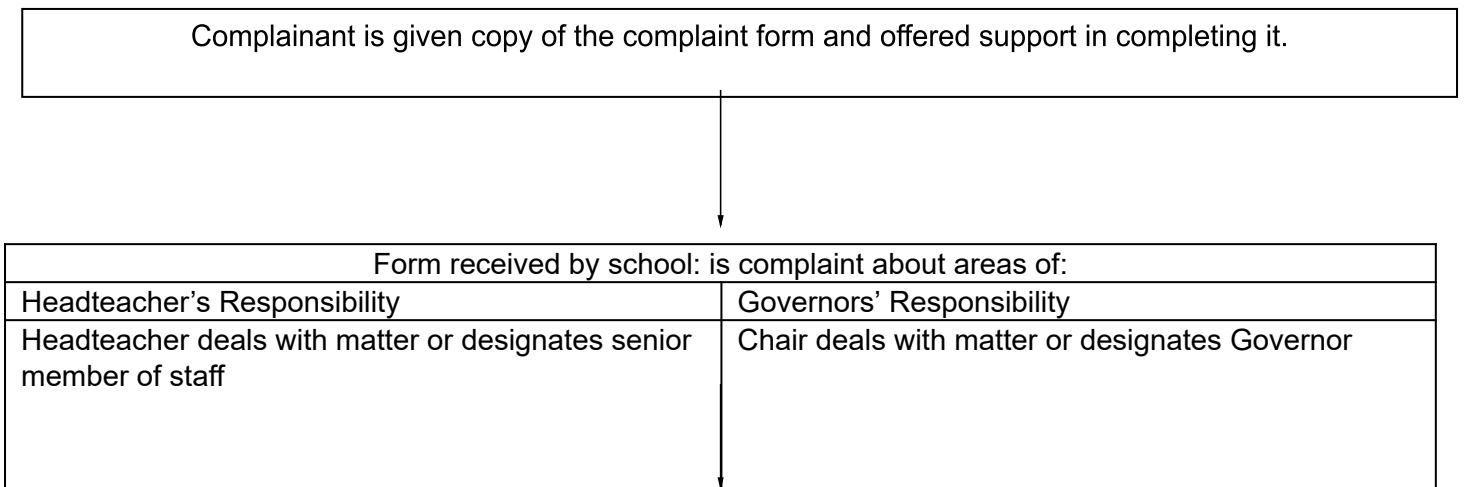 Complainant is given copy of the complaint form and offered support in completing it.
Form received by school: is complaint about areas of:
Headteacher’s Responsibility
Governors’ Responsibility
Headteacher deals with matter or designates senior
member of staff
Chair deals with matter or designates Governor